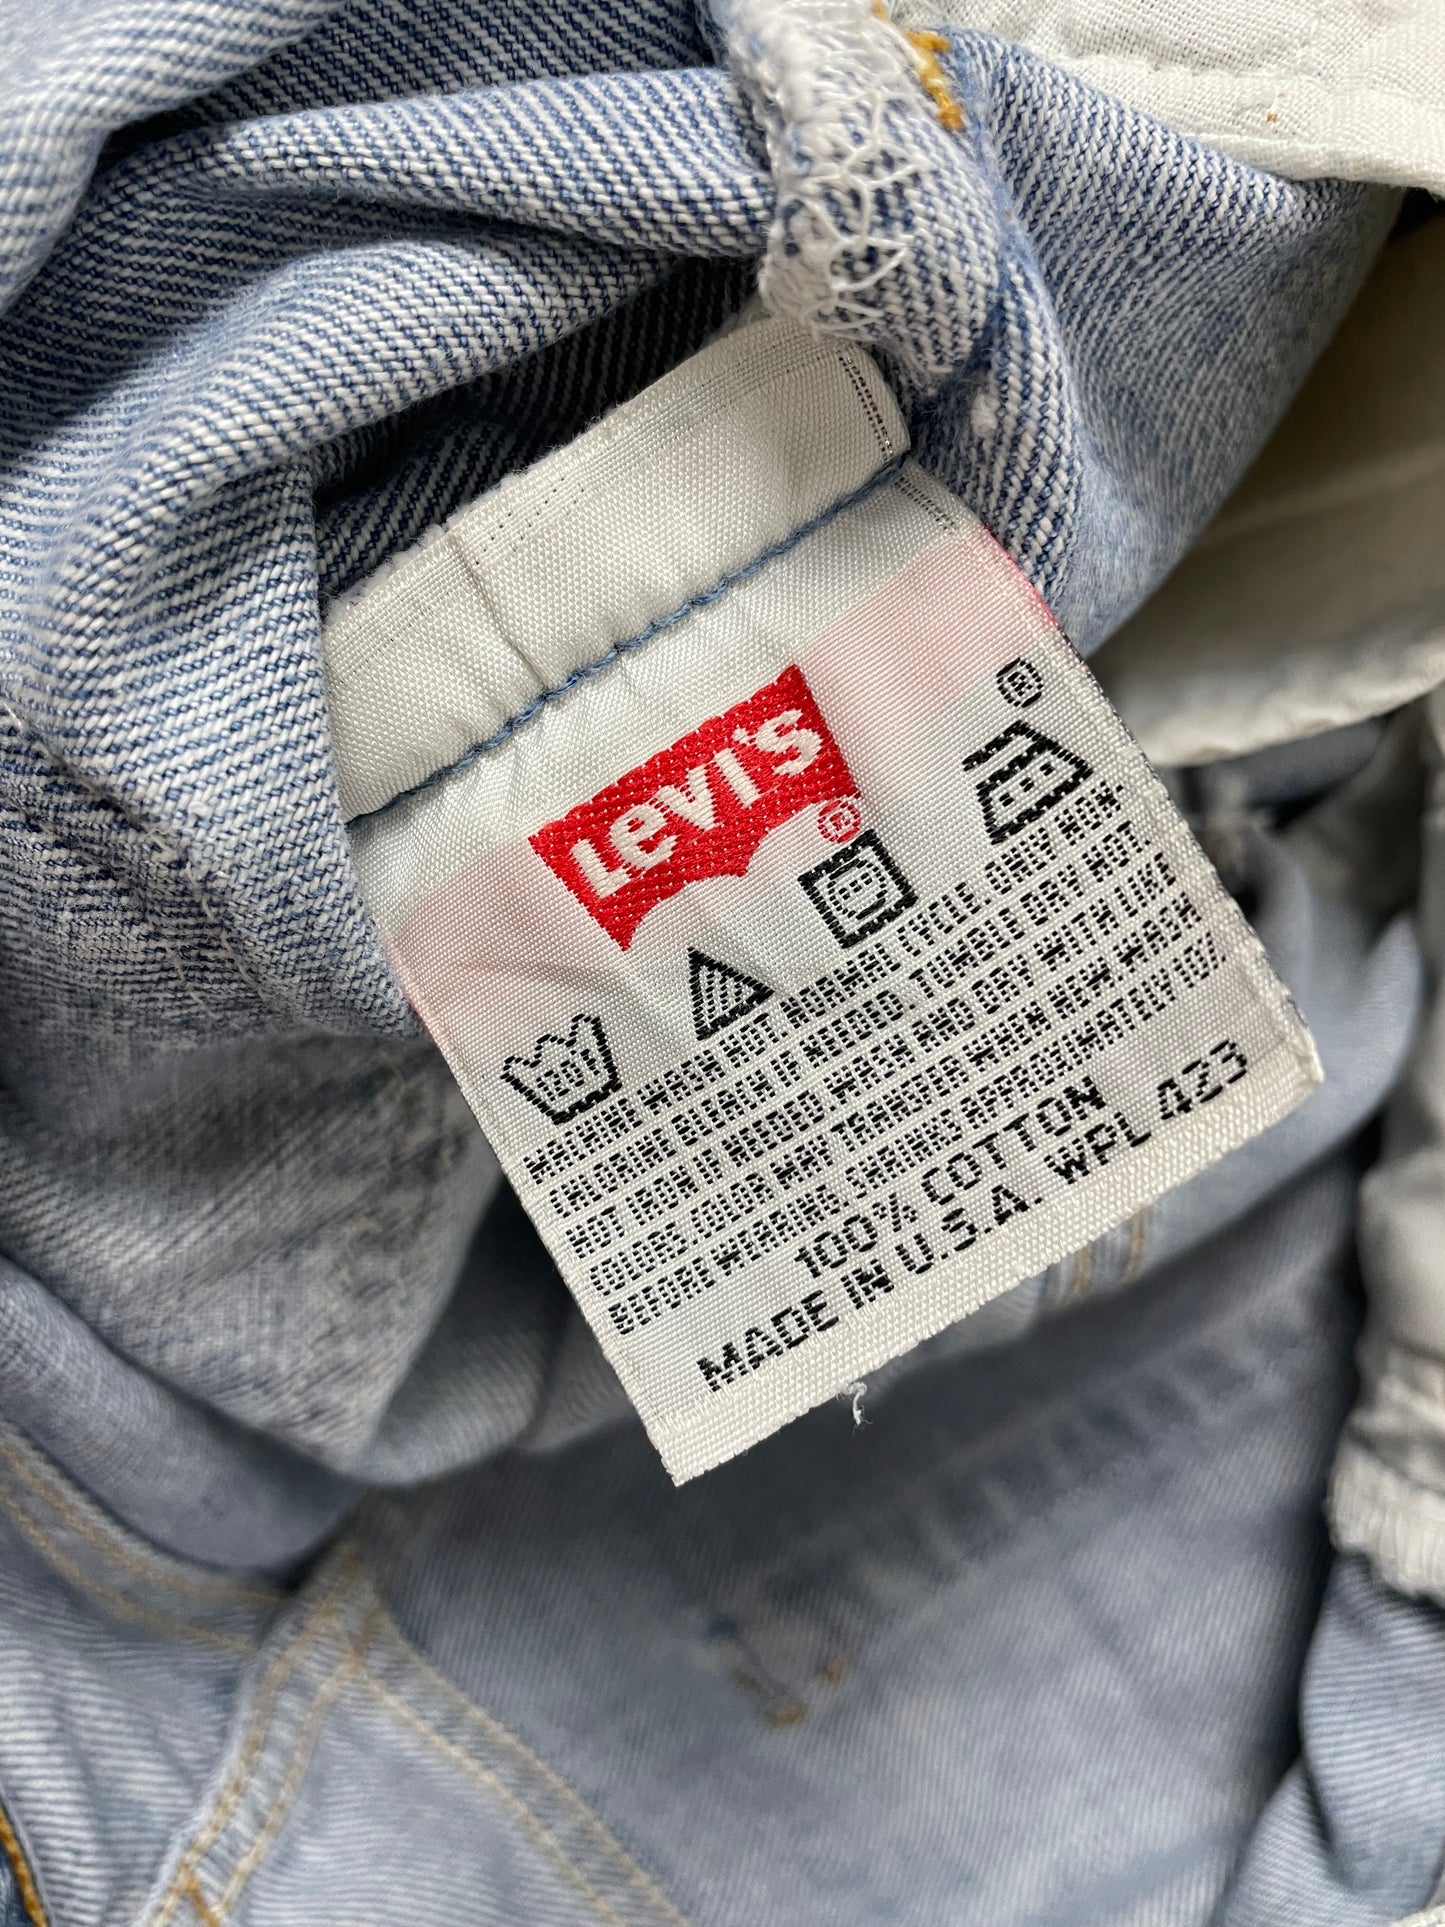 Levi's ®
®
MACHINE WASH HOT, NORMAL CYCLE. ONLY NON-
CHLORINE BLEACH IF NEEDED. TUMBLE DRY HOT.
HOT IRON IF NEEDED. WASH AND DRY WITH LIKE
COLORS. COLOR MAY TRANSFER WHEN NEW. WASH
BEFORE WEARING. SHRINKS APPROXIMATELY 10%.
100% COTTON
MADE IN U.S.A. WPL 423